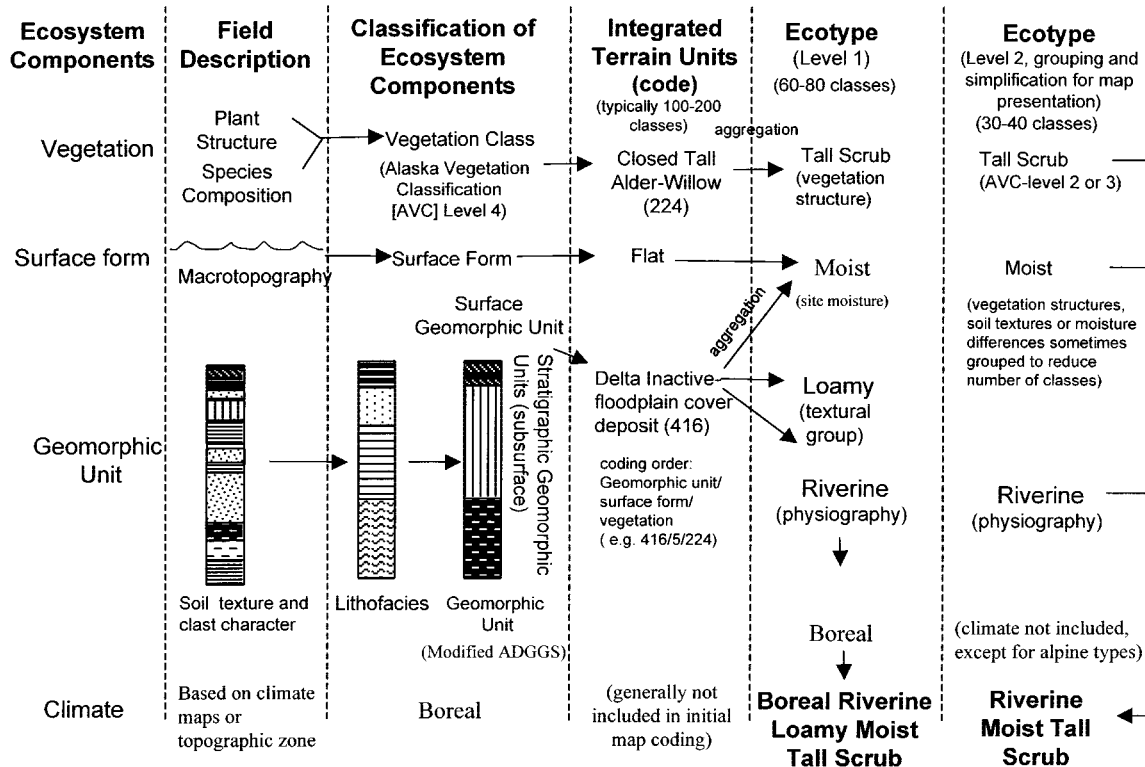 Ecosystem
Components
Field
Description
Classification of
Ecosystem
Components
Integrated
Terrain Units
(code)
(typically 100-200
classes)
Ecotype
(Level 1)
(60-80 classes)
Ecotype
(Level 2, grouping and
simplification for map
presentation)
(30-40 classes)
Vegetation
Plant
Structure
Species
Composition
Vegetation Class
(Alaska Vegetation
Classification
[AVC] Level 4)
Closed Tall
Alder-Willow
(224)
aggregation
Tall Scrub
(vegetation
structure)
Tall Scrub
(AVC-level 2 or 3)
Surface form
Macrotopography
Surface Form
Flat
Moist
(site moisture)
Moist
(vegetation structures,
soil textures or moisture
differences sometimes
grouped to reduce
number of classes)
Geomorphic
Unit
Soil texture and
clast character
Lithofacies
Surface
Geomorphic Unit
Stratigraphic Geomorphic
Units (subsurface)
Geomorphic
Unit
(Modified ADGGS)
Delta Inactive-
floodplain cover
deposit (416)
coding order:
Geomorphic unit/
surface form/
vegetation
( e.g. 416/5/224)
aggregation
Loamy
(textural
group)
Riverine
(physiography)
Riverine
(physiography)
Climate
Based on climate
maps or
topographic zone
Boreal
(generally not
included in initial
map coding)
Boreal
Boreal Riverine
Loamy Moist
Tall Scrub
(climate not included,
except for alpine types)
Riverine
Moist Tall
Scrub